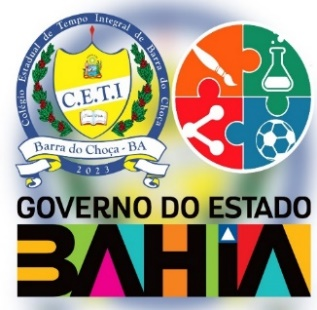 Colégio Estadual de Tempo Integral de Barra do Choça
C.E.T.I
Barra do Choça - BA
2023
GOVERNO DO ESTADO
BAHIA